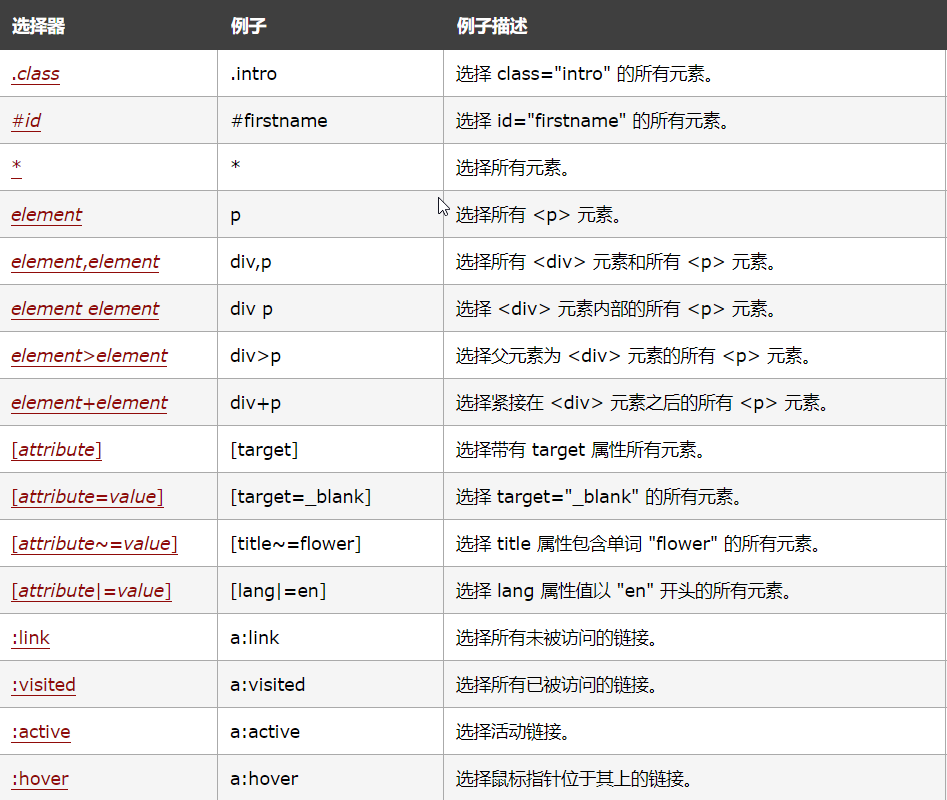 选择器 例子 例子描述
.class .intro 选择 class="intro" 的所有元素。
#id #firstname 选择 id="firstname" 的所有元素。
* * 选择所有元素。
element p 选择所有 <p> 元素。
element,element div,p 选择所有 <div> 元素和所有 <p> 元素。
element element div p 选择 <div> 元素内部的所有 <p> 元素。
element>element div>p 选择父元素为 <div> 元素的所有 <p> 元素。
element+element div+p 选择紧接在 <div> 元素之后的所有 <p> 元素。
[attribute] [target] 选择带有 target 属性所有元素。
[attribute=value] [target=_blank] 选择 target="_blank" 的所有元素。
[attribute~=value] [title~=flower] 选择 title 属性包含单词 "flower" 的所有元素。
[attribute|=value] [lang|=en] 选择 lang 属性值以 "en" 开头的所有元素。
:link a:link 选择所有未被访问的链接。
:visited a:visited 选择所有已被访问的链接。
:active a:active 选择活动链接。
:hover a:hover 选择鼠标指针位于其上的链接。